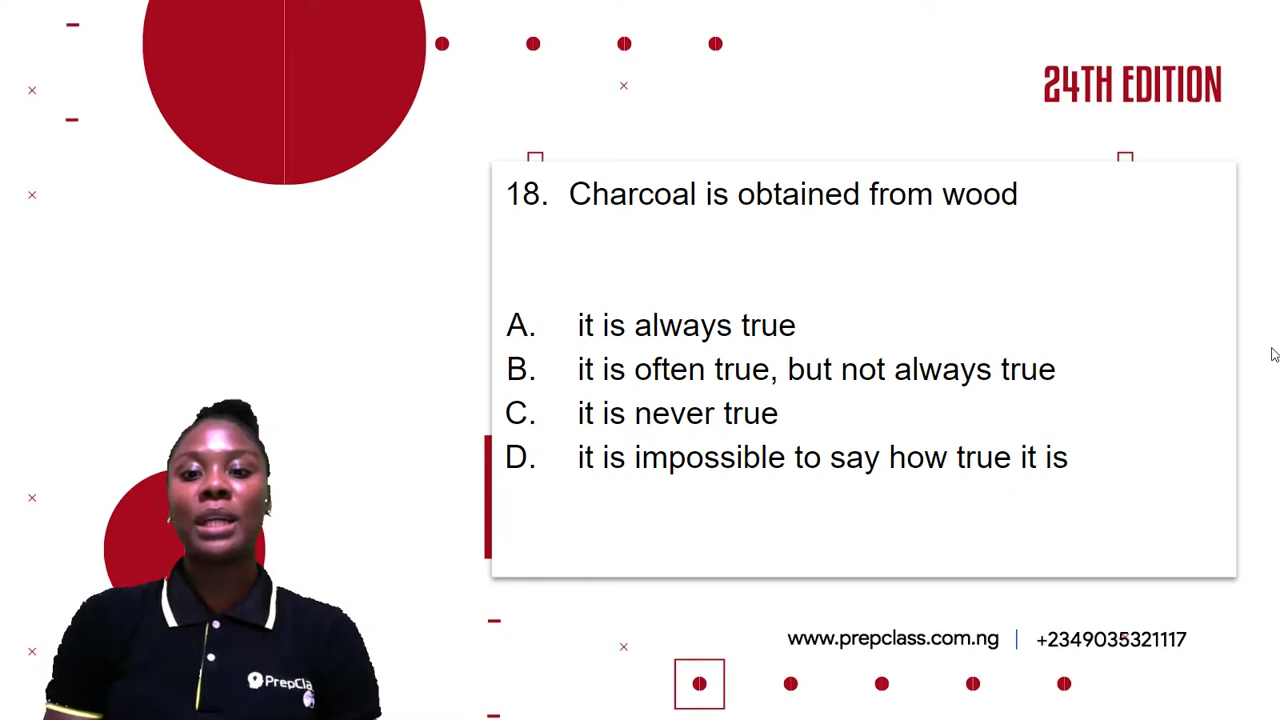 24TH EDITION
18. Charcoal is obtained from wood
A. it is always true
B. it is often true, but not always true
C. it is never true
D. it is impossible to say how true it is
PrepCla
www.prepclass.com.ng | +2349035321117